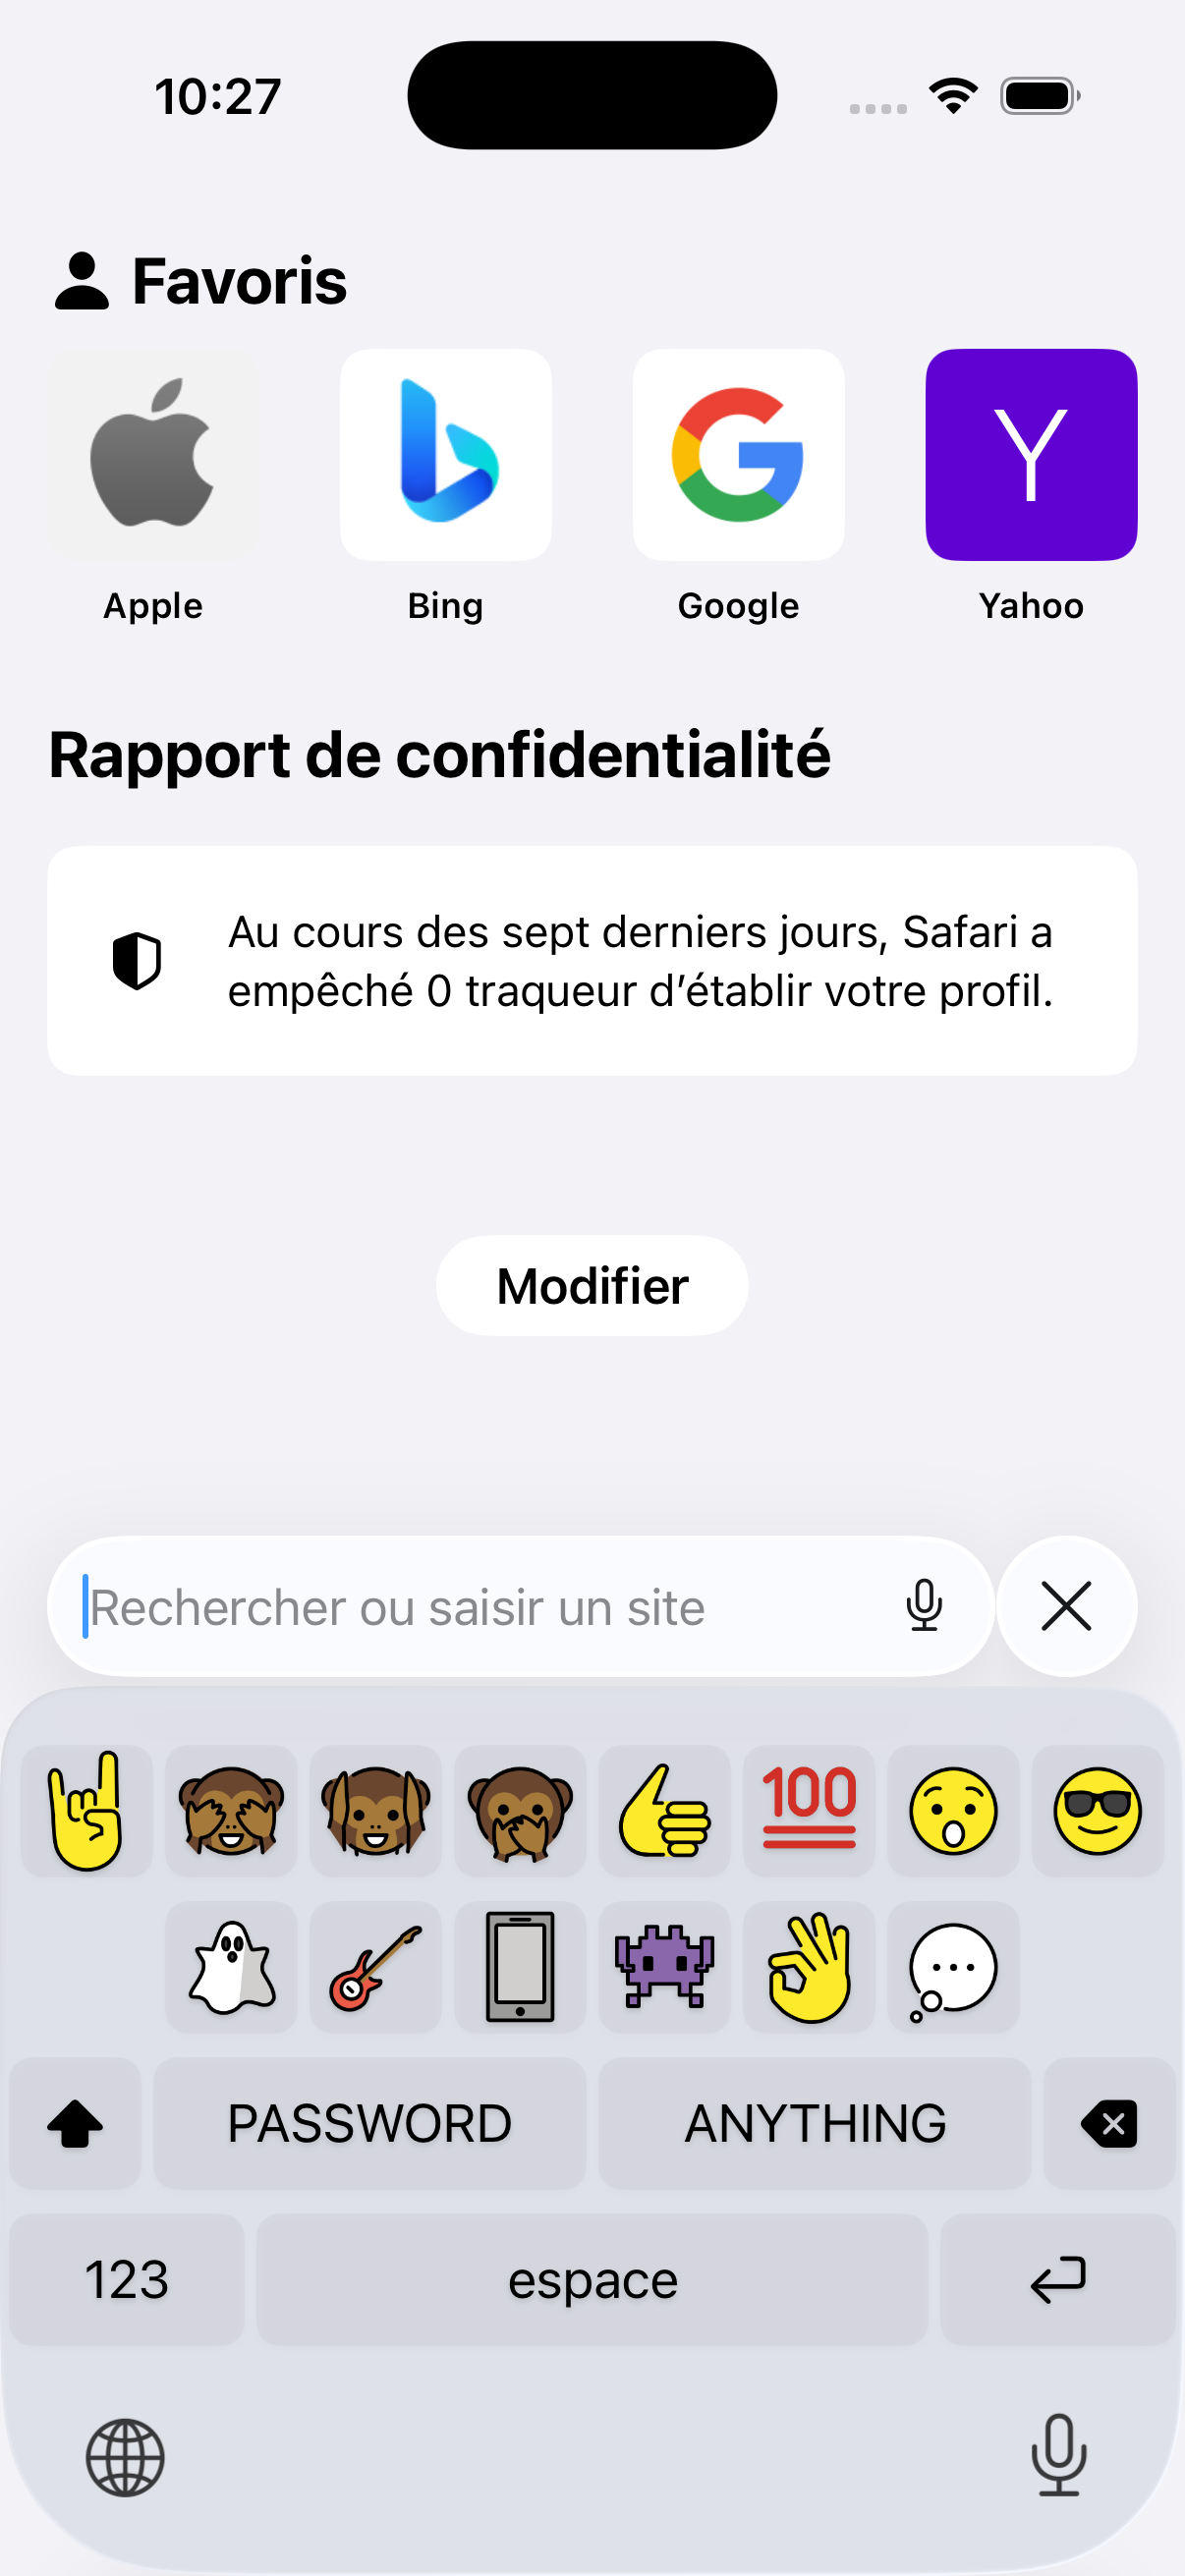 10:27
Favoris
Y
Apple
Bing
Google
Yahoo
Rapport de confidentialité
Au cours des sept derniers jours, Safari a
empêché 0 traqueur d’établir votre profil.
Modifier
Rechercher ou saisir un site
100
PASSWORD
ANYTHING
123
espace